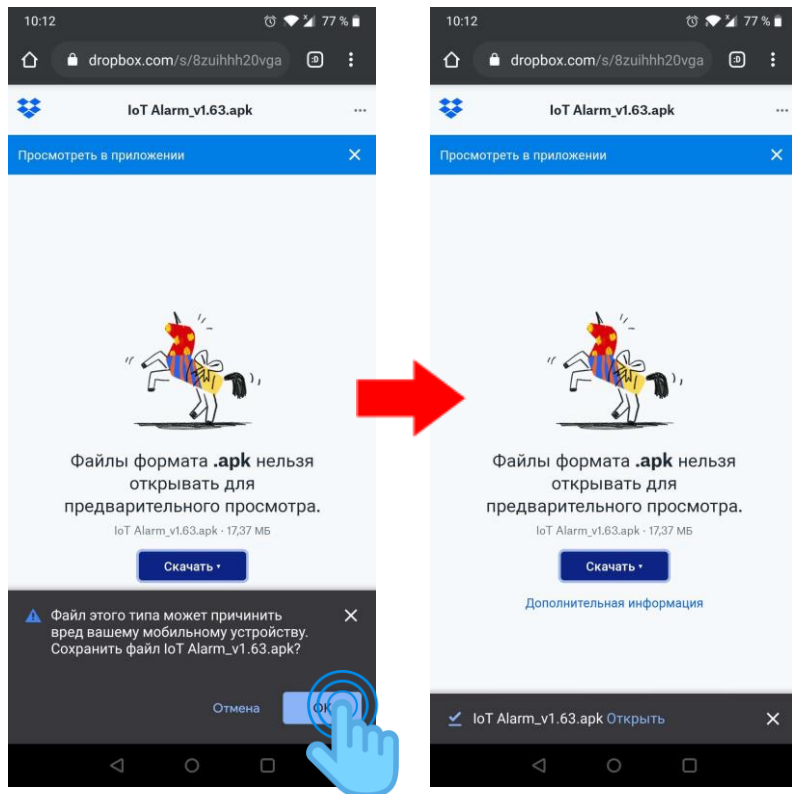 10:12
77 %
dropbox.com/s/8zuihhh20vga
:D
IoT Alarm_v1.63.apk
Просмотреть в приложении
Файлы формата .apk нельзя
открывать для
предварительного просмотра.
IoT Alarm_v1.63.apk · 17,37 МБ
Скачать
Файл этого типа может причинить
вред вашему мобильному устройству.
Сохранить файл IoT Alarm_v1.63.apk?
Отмена
OK
10:12
77 %
dropbox.com/s/8zuihhh20vga
:D
IoT Alarm_v1.63.apk
Просмотреть в приложении
Файлы формата .apk нельзя
открывать для
предварительного просмотра.
IoT Alarm_v1.63.apk · 17,37 МБ
Скачать
Дополнительная информация
IoT Alarm_v1.63.apk Открыть